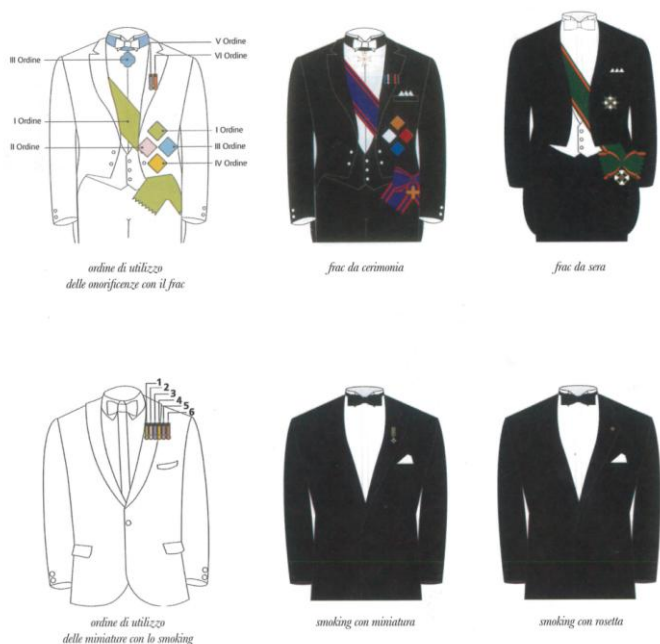 V Ordine
VI Ordine
III Ordine
I Ordine
I Ordine
II Ordine
III Ordine
IV Ordine
ordine di utilizzo
delle onorificenze con il frac
frac da cerimonia
frac da sera
1
2
3
4
5
6
ordine di utilizzo
delle miniature con lo smoking
smoking con miniatura
smoking con rosetta